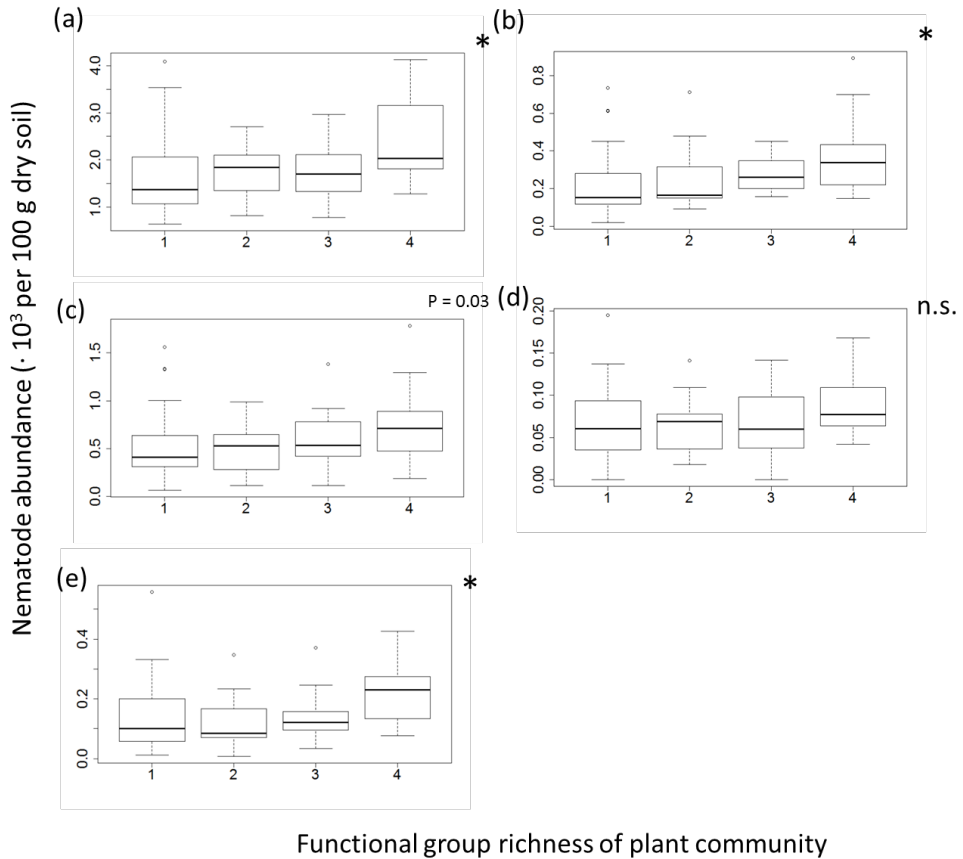 (a)
*
4.0
3.0
2.0
1.0
1 2 3 4
(b)
*
0.8
0.6
0.4
0.2
0.0
1 2 3 4
(c)
P = 0.03
1.5
1.0
0.5
0.0
1 2 3 4
(d)
n.s.
0.20
0.15
0.10
0.05
0.00
1 2 3 4
(e)
*
0.4
0.2
0.0
1 2 3 4
Nematode abundance (· 10³ per 100 g dry soil)
Functional group richness of plant community